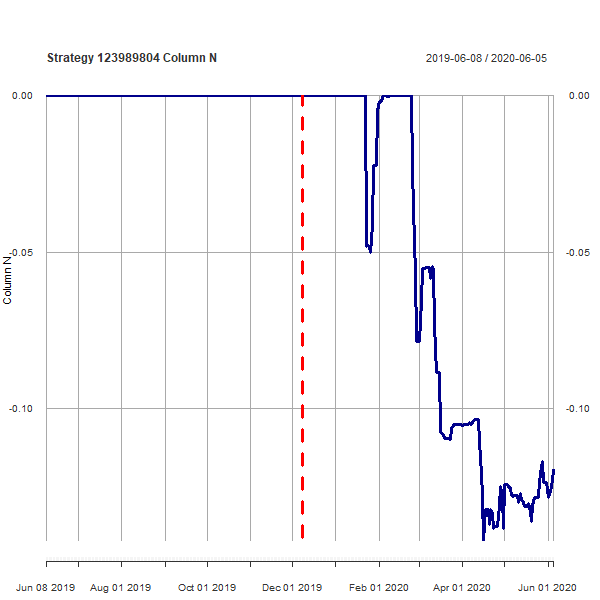 Strategy 123989804 Column N
2019-06-08 / 2020-06-05
0.00
0.00
-0.05
-0.05
Column N
-0.10
-0.10
Jun 08 2019
Aug 01 2019
Oct 01 2019
Dec 01 2019
Feb 01 2020
Apr 01 2020
Jun 01 2020